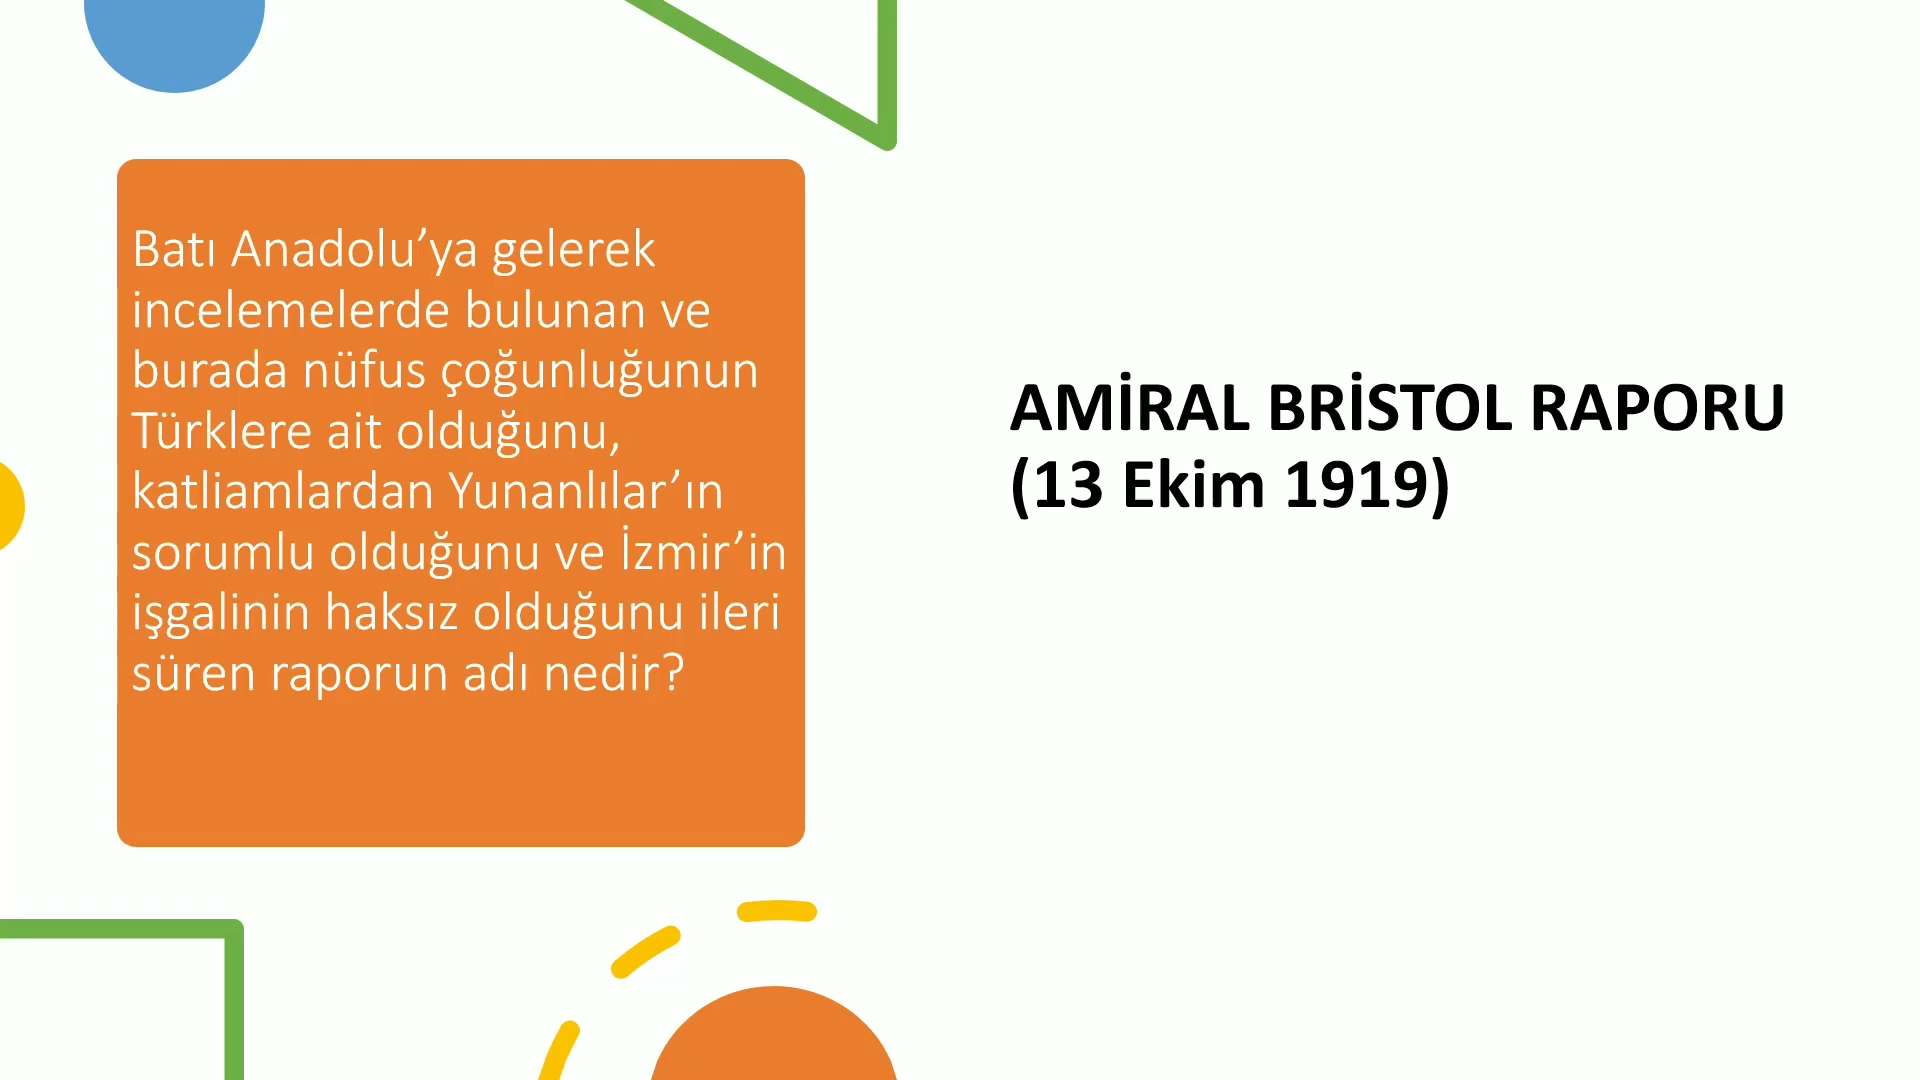 Batı Anadolu’ya gelerek
incelemelerde bulunan ve
burada nüfus çoğunluğunun
Türklere ait olduğunu,
katliamlardan Yunanlılar’ın
sorumlu olduğunu ve İzmir’in
işgalinin haksız olduğunu ileri
süren raporun adı nedir?
AMİRAL BRİSTOL RAPORU
(13 Ekim 1919)